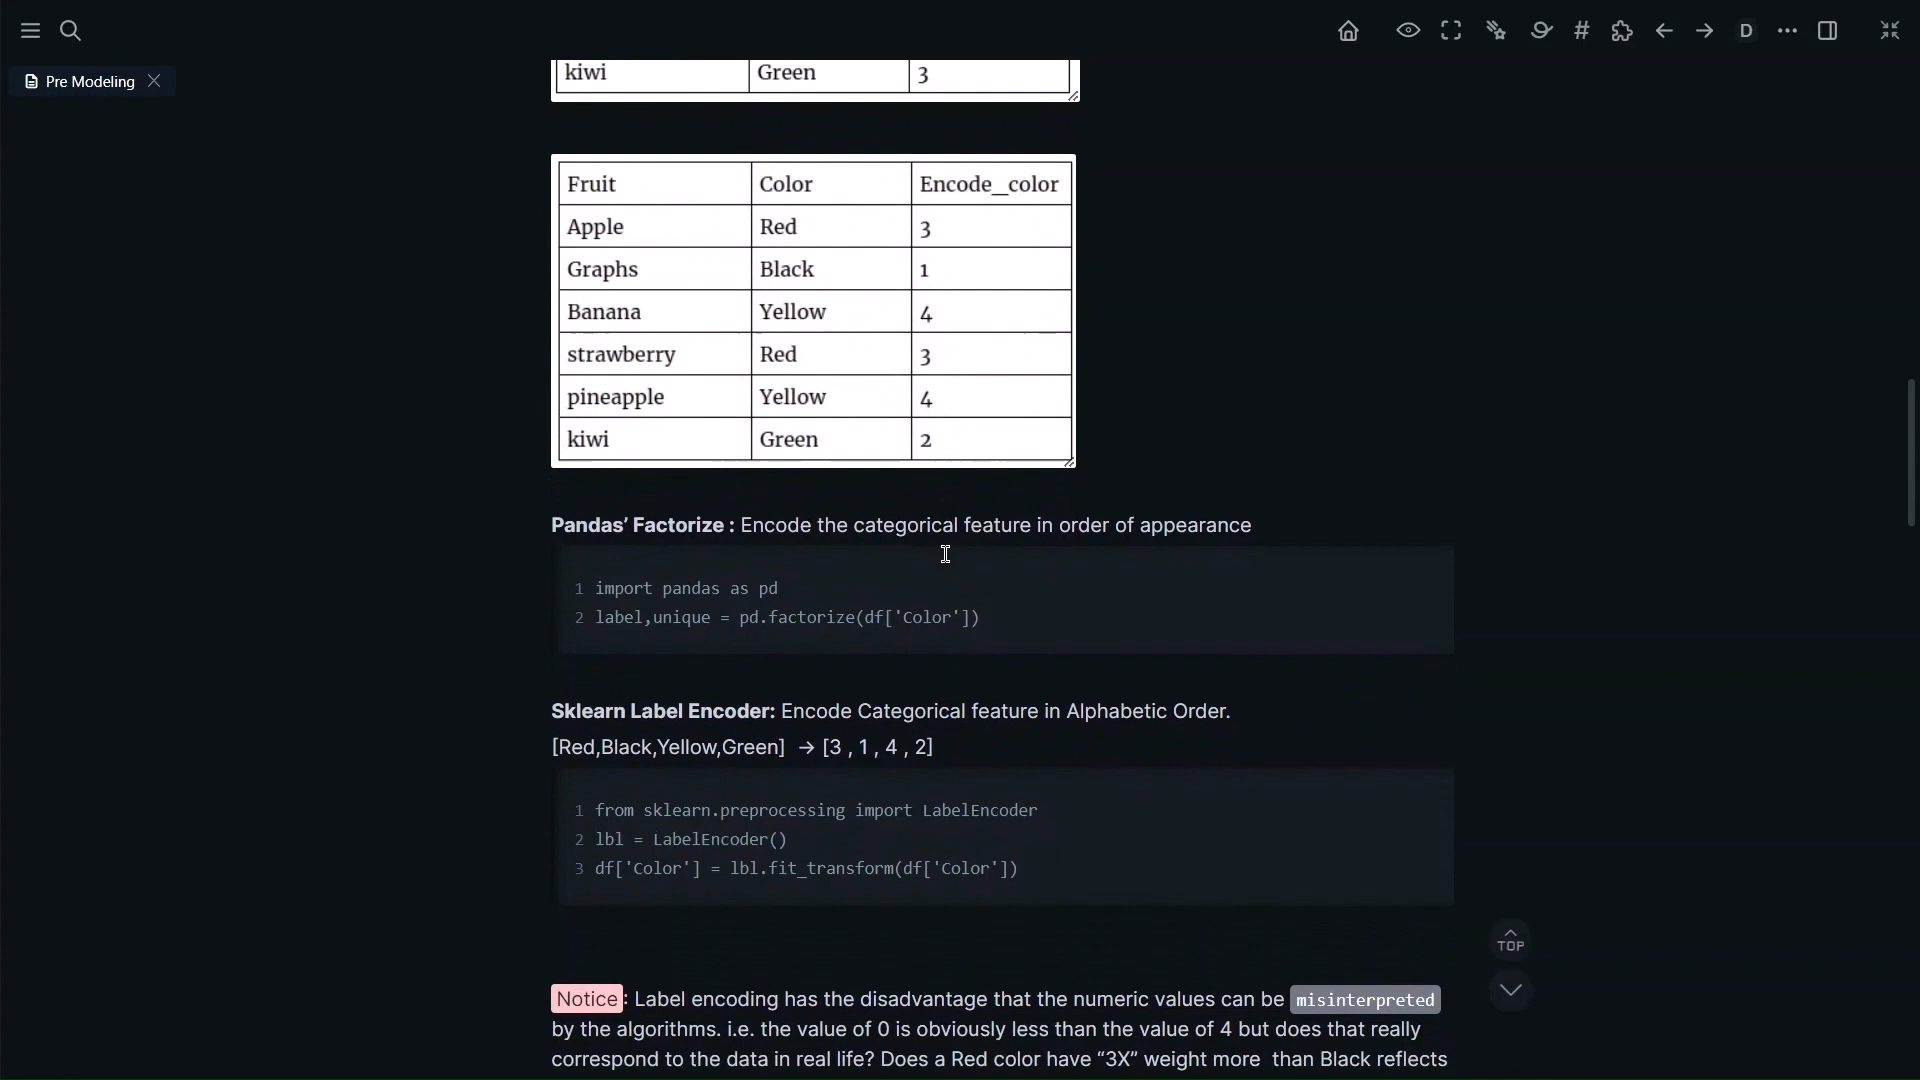 D
Pre Modeling
kiwi Green 3
Fruit Color Encode_color
Apple Red 3
Graphs Black 1
Banana Yellow 4
strawberry Red 3
pineapple Yellow 4
kiwi Green 2
Pandas’ Factorize : Encode the categorical feature in order of appearance
1 import pandas as pd
2 label,unique = pd.factorize(df['Color'])
Sklearn Label Encoder: Encode Categorical feature in Alphabetic Order.
[Red,Black,Yellow,Green] → [3 , 1 , 4 , 2]
1 from sklearn.preprocessing import LabelEncoder
2 lbl = LabelEncoder()
3 df['Color'] = lbl.fit_transform(df['Color'])
TOP
Notice : Label encoding has the disadvantage that the numeric values can be misinterpreted
by the algorithms. i.e. the value of 0 is obviously less than the value of 4 but does that really
correspond to the data in real life? Does a Red color have “3X” weight more than Black reflects